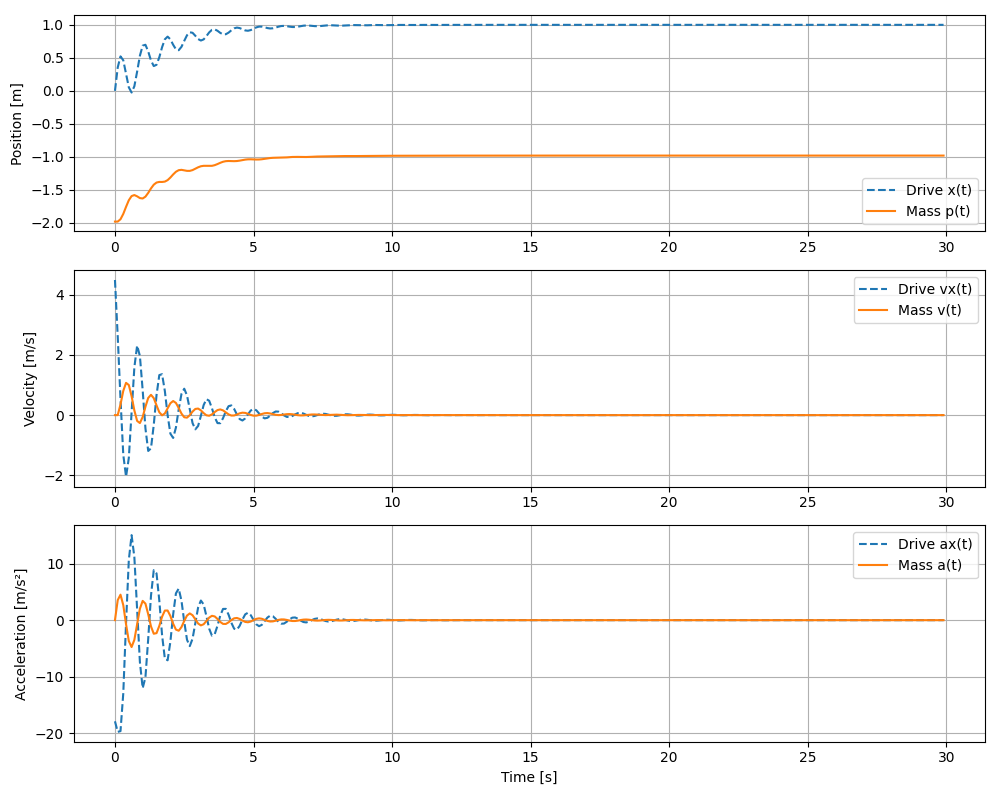 1.0
0.5
0.0
−0.5
−1.0
−1.5
−2.0
Position [m]
Drive x(t)
Mass p(t)
0 5 10 15 20 25 30
4
2
0
−2
Velocity [m/s]
Drive vx(t)
Mass v(t)
0 5 10 15 20 25 30
10
0
−10
−20
Acceleration [m/s²]
Drive ax(t)
Mass a(t)
0 5 10 15 20 25 30
Time [s]